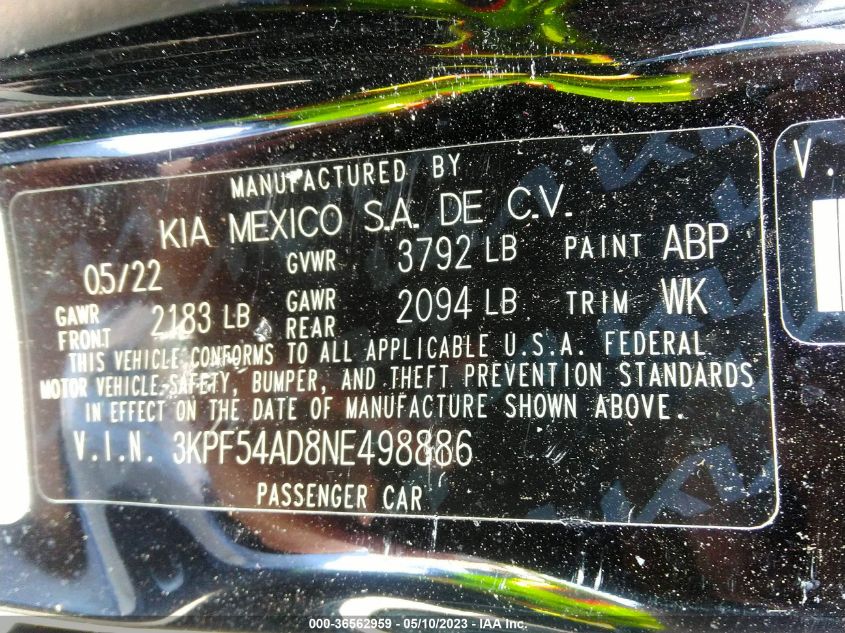 MANUFACTURED BY
KIA MEXICO S.A. DE C.V.
05/22 GVWR 3792 LB PAINT ABP
GAWR FRONT 2183 LB GAWR REAR 2094 LB TRIM WK
THIS VEHICLE CONFORMS TO ALL APPLICABLE U.S.A. FEDERAL
MOTOR VEHICLE SAFETY, BUMPER, AND THEFT PREVENTION STANDARDS
IN EFFECT ON THE DATE OF MANUFACTURE SHOWN ABOVE.
V.I.N. 3KPF54AD8NE498886
PASSENGER CAR
V.
000-36562959 - 05/10/2023 - IAA Inc.